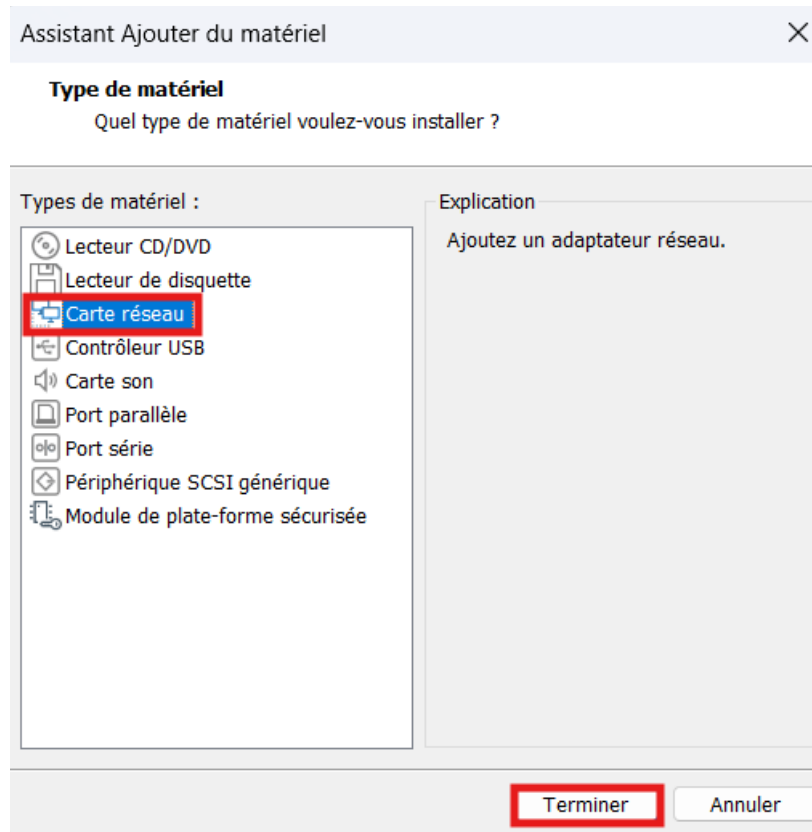 Assistant Ajouter du matériel
Type de matériel
Quel type de matériel voulez-vous installer ?
Types de matériel :
Lecteur CD/DVD
Lecteur de disquette
Carte réseau
Contrôleur USB
Carte son
Port parallèle
Port série
Périphérique SCSI générique
Module de plate-forme sécurisée
Explication
Ajoutez un adaptateur réseau.
Terminer
Annuler